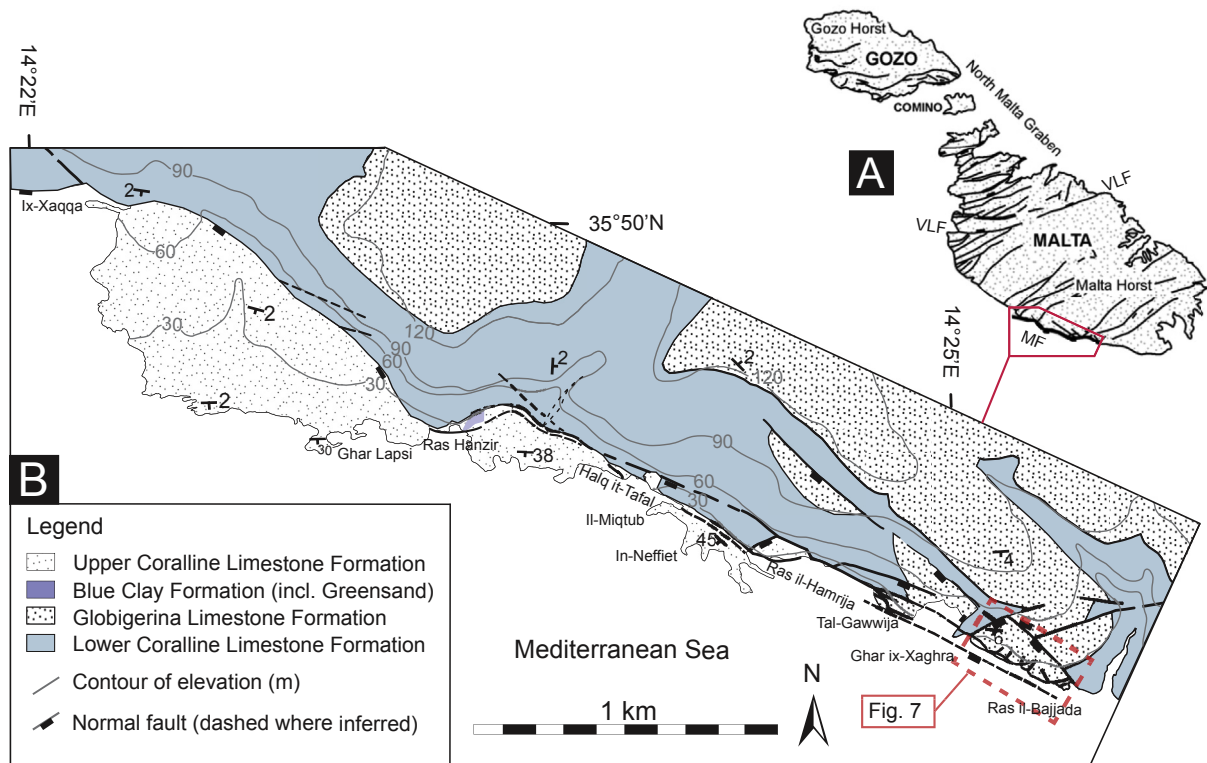 Gozo Horst
GOZO
COMINO
North Malta Graben
A
VLF
VLF
MALTA
Malta Horst
MF
14°22'E
35°50'N
14°25'E
90
2
Ix-Xaqqa
60
2
30
120
90
60
30
2
2
120
2
30
Ghar Lapsi
Ras Hanzir
38
90
60
30
Halq it-Tafal
Il-Miqtub
45
In-Neffiet
Ras il-Hamrija
4
Tal-Gawwija
6
Ghar ix-Xaghra
Ras il-Bajjada
Fig. 7
B
Legend
Upper Coralline Limestone Formation
Blue Clay Formation (incl. Greensand)
Globigerina Limestone Formation
Lower Coralline Limestone Formation
Contour of elevation (m)
Normal fault (dashed where inferred)
Mediterranean Sea
N
1 km